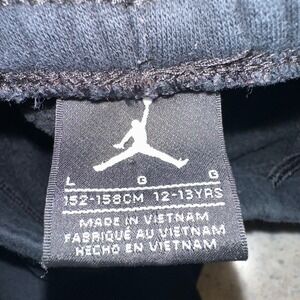 L G G
152-158CM 12-13YRS
MADE IN VIETNAM
FABRIQUÉ AU VIETNAM
HECHO EN VIETNAM